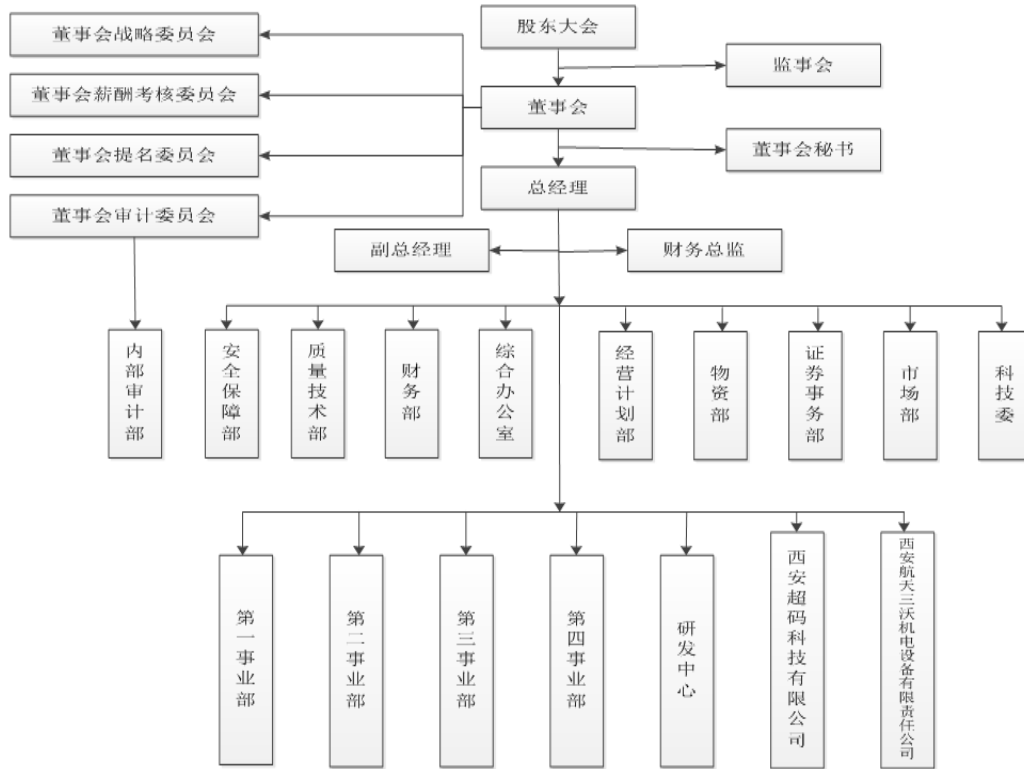 股东大会
董事会战略委员会
监事会
董事会薪酬考核委员会
董事会
董事会提名委员会
董事会秘书
总经理
董事会审计委员会
副总经理
财务总监
内部审计部
安全保障部
质量技术部
财务部
综合办公室
经营计划部
物资部
证券事务部
市场部
科技委
第一事业部
第二事业部
第三事业部
第四事业部
研发中心
西安超码科技有限公司
西安航天三沃机电设备有限责任公司